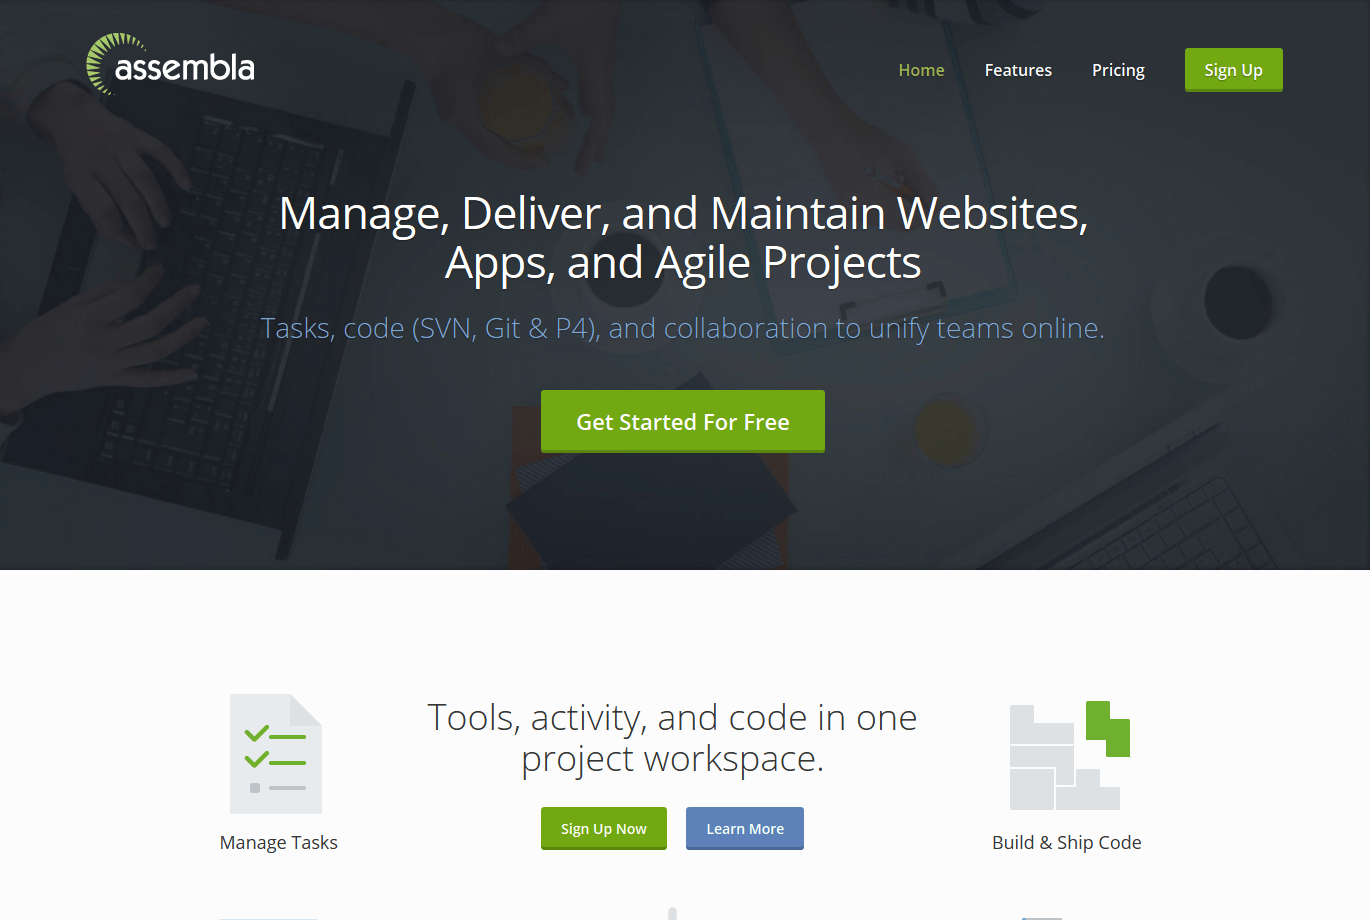 assembla
Home
Features
Pricing
Sign Up
Manage, Deliver, and Maintain Websites,
Apps, and Agile Projects
Tasks, code (SVN, Git & P4), and collaboration to unify teams online.
Get Started For Free
Tools, activity, and code in one
project workspace.
Sign Up Now
Learn More
Manage Tasks
Build & Ship Code